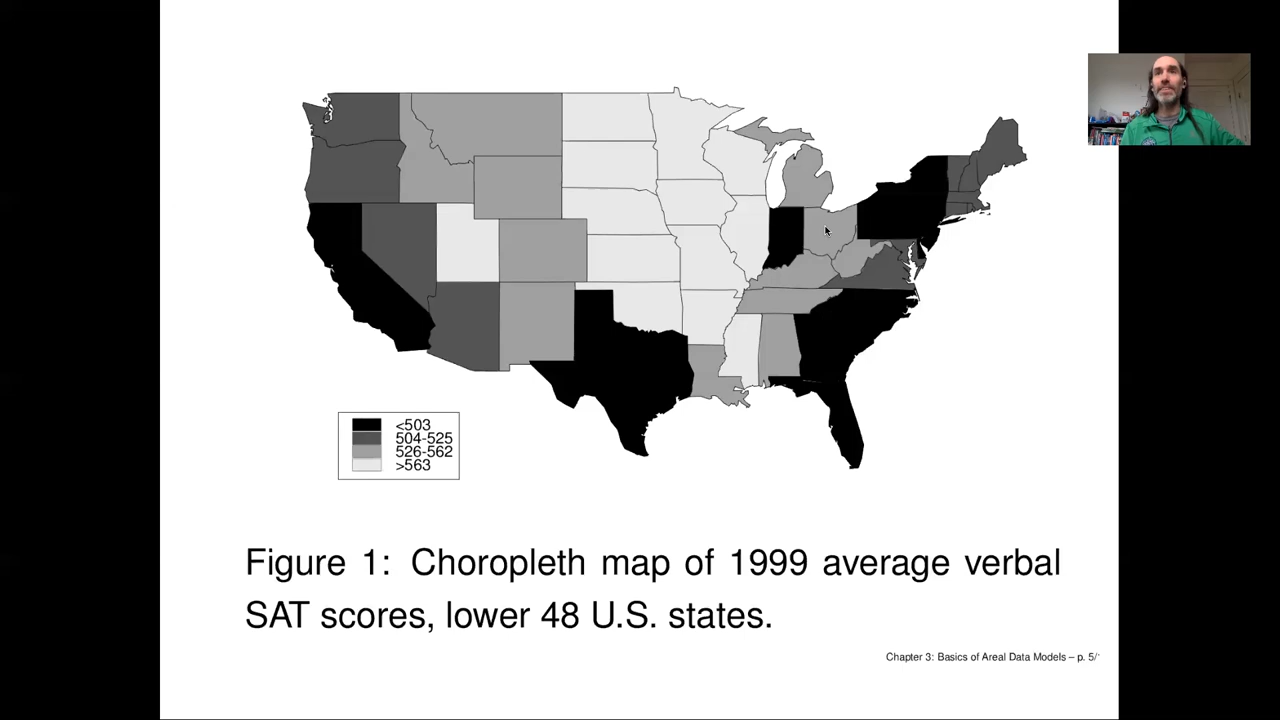 <503
504-525
526-562
>563
Figure 1: Choropleth map of 1999 average verbal
SAT scores, lower 48 U.S. states.
Chapter 3: Basics of Areal Data Models – p. 5/